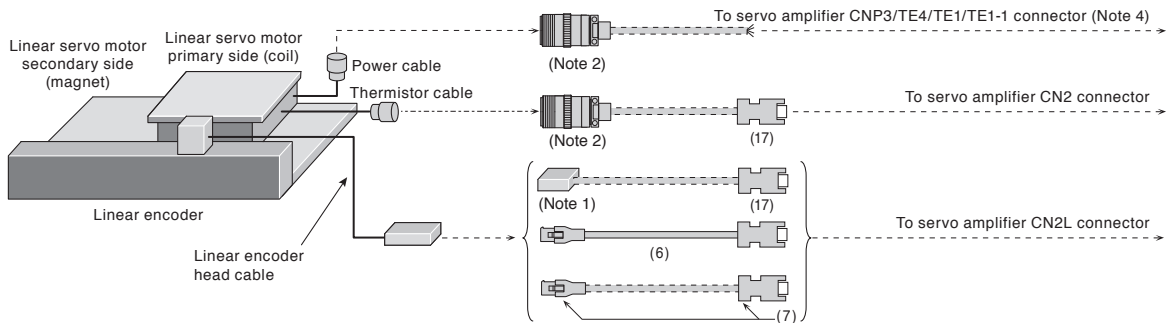 To servo amplifier CNP3/TE4/TE1/TE1-1 connector (Note 4)
Linear servo motor
secondary side
(magnet)
Linear servo motor
primary side (coil)
Power cable
(Note 2)
Thermistor cable
To servo amplifier CN2 connector
(Note 2)
(17)
Linear encoder
(Note 1)
(17)
To servo amplifier CN2L connector
Linear encoder
head cable
(6)
(7)